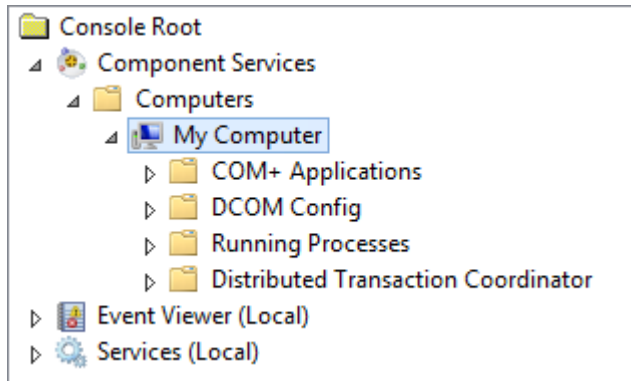 Console Root
Component Services
Computers
My Computer
COM+ Applications
DCOM Config
Running Processes
Distributed Transaction Coordinator
Event Viewer (Local)
Services (Local)